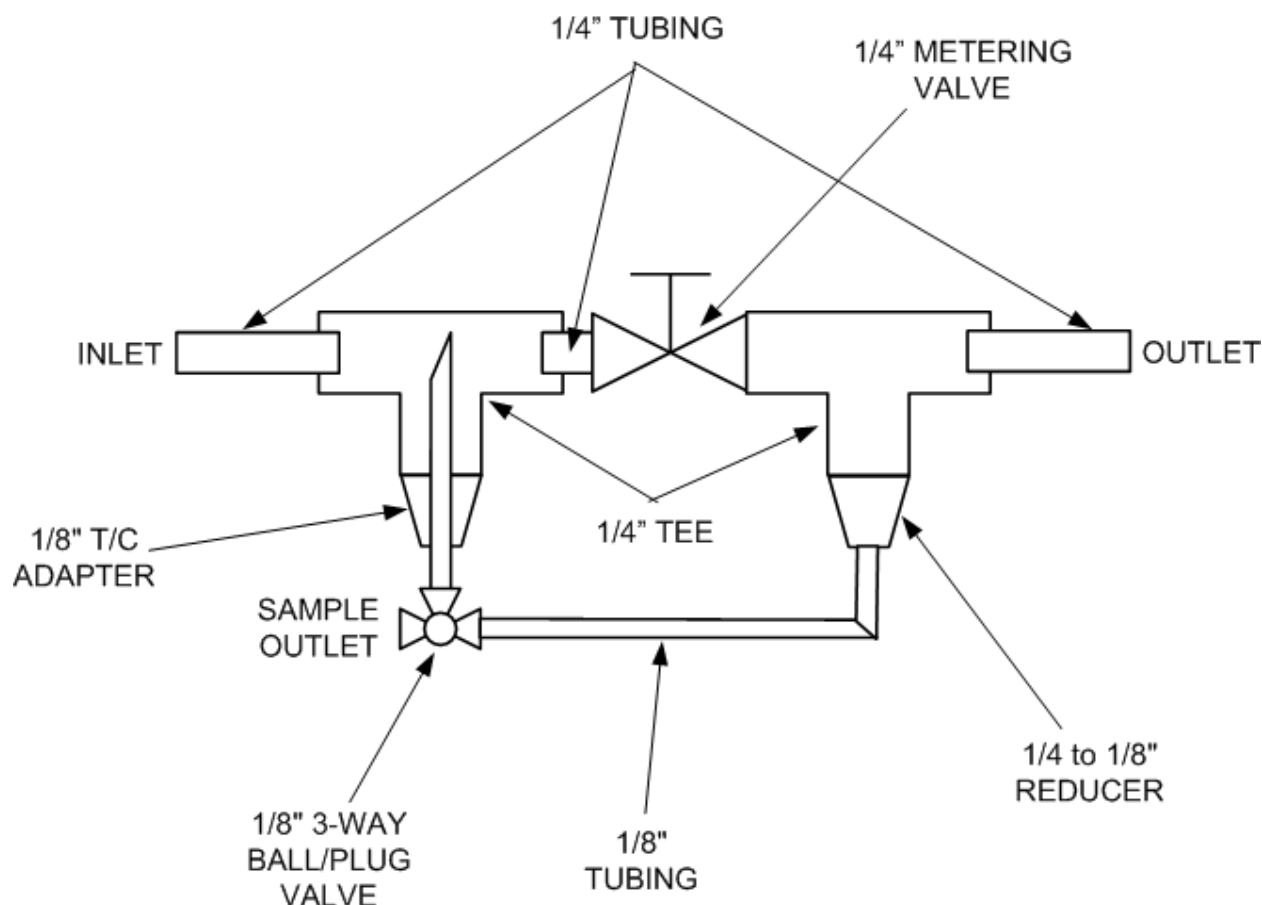 1/4” TUBING
1/4” METERING
VALVE
INLET
OUTLET
1/8" T/C
ADAPTER
1/4” TEE
SAMPLE
OUTLET
1/4 to 1/8"
REDUCER
1/8" 3-WAY
BALL/PLUG
VALVE
1/8"
TUBING